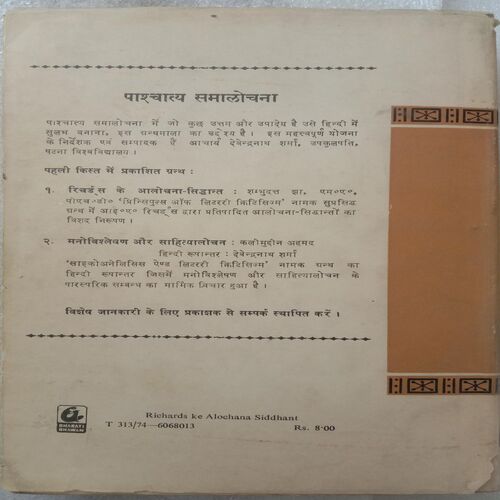 पाश्चात्य समालोचना
पाश्चात्य समालोचना में जो कुछ उत्तम और उपादेय है उसे हिन्दी में
सुलभ बनाना, इस ग्रन्थमाला का उद्देश्य है । इस महत्त्वपूर्ण योजना
के निर्देशक एवं सम्पादक हैं आचार्य देवेन्द्रनाथ शर्मा, उपकुलपति,
पटना विश्वविद्यालय ।
पहली किस्त में प्रकाशित ग्रन्थ :
१. रिचर्ड्स के आलोचना-सिद्धान्त : शम्भुदत्त झा, एम०ए०,
पीएच०डी० 'प्रिन्सिपुल्स ऑफ लिटररी क्रिटिसिज्म' नामक सुप्रसिद्ध
ग्रन्थ में आई०ए० रिचर्ड्स द्वारा प्रतिपादित आलोचना-सिद्धान्तों का
विशद निरूपण ।
२. मनोविश्लेषण और साहित्यालोचन : कलीमुद्दीन अहमद
हिन्दी रूपान्तर : देवेन्द्रनाथ शर्मा
'साइकोअनेलिसिस ऐण्ड लिटररी क्रिटिसिज्म' नामक ग्रन्थ का
हिन्दी रूपान्तर जिसमें मनोविश्लेषण और साहित्यालोचन के
पारस्परिक सम्बन्ध का मार्मिक विचार हुआ है ।
विशेष जानकारी के लिए प्रकाशक से सम्पर्क स्थापित करें ।
BHARATI
BHAWAN
Richards ke Alochana Siddhant
T 313/74—6068013 Rs. 8·00